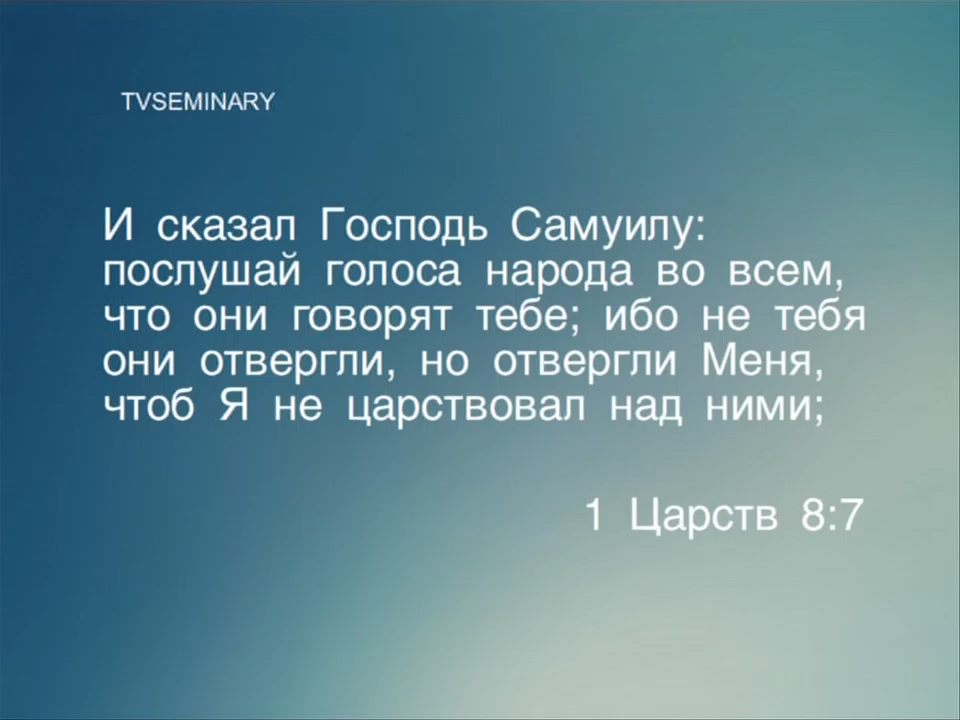 TVSEMINARY
И сказал Господь Самуилу:
послушай голоса народа во всем,
что они говорят тебе; ибо не тебя
они отвергли, но отвергли Меня,
чтоб Я не царствовал над ними;
1 Царств 8:7